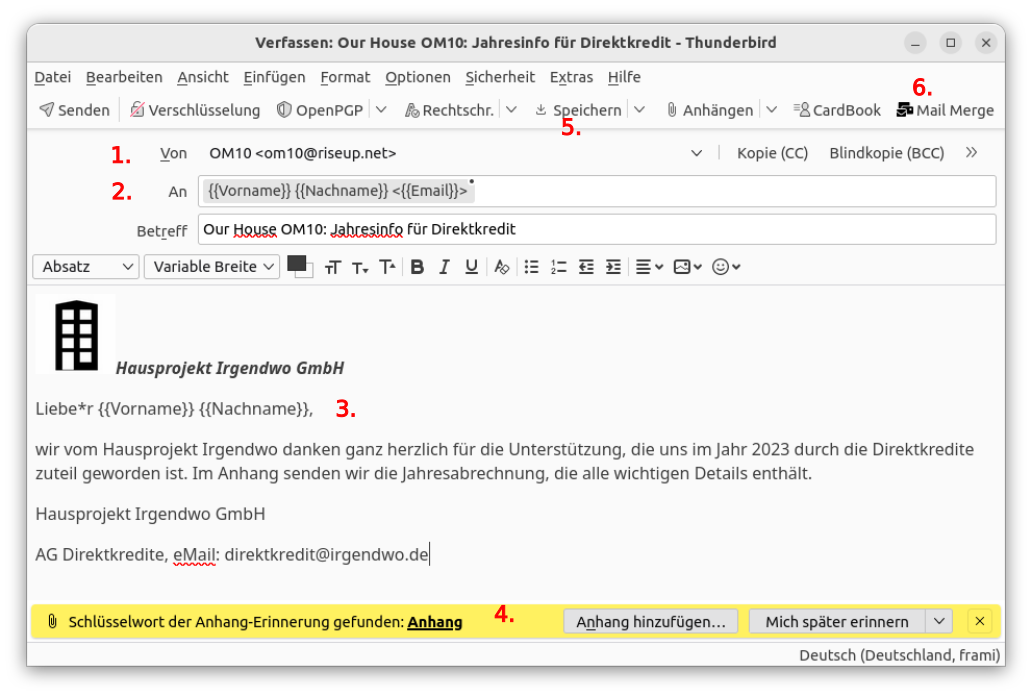 Verfassen: Our House OM10: Jahresinfo für Direktkredit - Thunderbird
Datei Bearbeiten Ansicht Einfügen Format Optionen Sicherheit Extras Hilfe
6.
Senden Verschlüsselung OpenPGP Rechtschr. Speichern Anhängen CardBook Mail Merge
5.
1. Von OM10 <om10@riseup.net> Kopie (CC) Blindkopie (BCC)
2. An {{Vorname}} {{Nachname}} <{{Email}}>
Betreff Our House OM10: Jahresinfo für Direktkredit
Absatz Variable Breite
Hausprojekt Irgendwo GmbH
Liebe*r {{Vorname}} {{Nachname}}, 3.
wir vom Hausprojekt Irgendwo danken ganz herzlich für die Unterstützung, die uns im Jahr 2023 durch die Direktkredite
zuteil geworden ist. Im Anhang senden wir die Jahresabrechnung, die alle wichtigen Details enthält.
Hausprojekt Irgendwo GmbH
AG Direktkredite, eMail: direktkredit@irgendwo.de
Schlüsselwort der Anhang-Erinnerung gefunden: Anhang 4. Anhang hinzufügen... Mich später erinnern
Deutsch (Deutschland, frami)